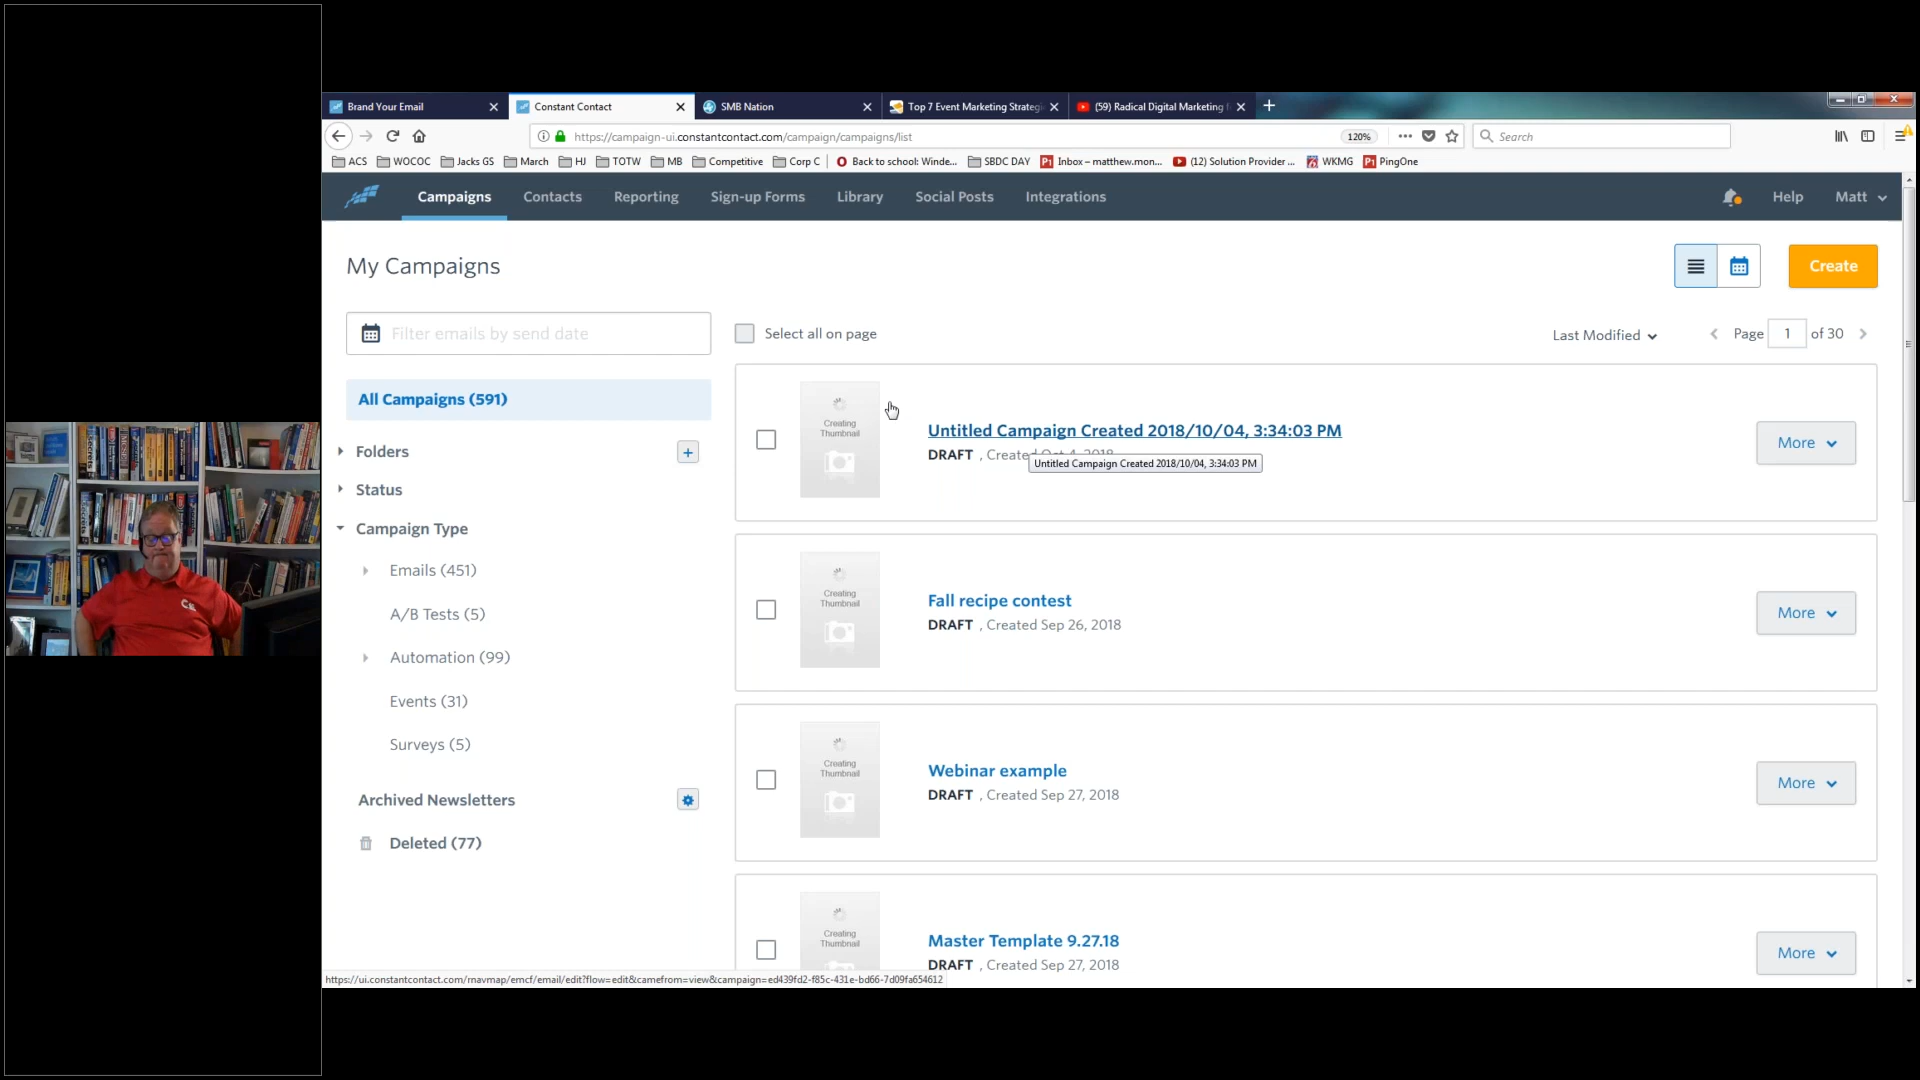 Brand Your Email
Constant Contact
SMB Nation
Top 7 Event Marketing Strategi
(59) Radical Digital Marketing f
https://campaign-ui.constantcontact.com/campaign/campaigns/list
120%
Search
ACS
WOCOC
Jacks GS
March
HJ
TOTW
MB
Competitive
Corp C
Back to school: Winde...
SBDC DAY
Inbox – matthew.mon...
(12) Solution Provider ...
WKMG
PingOne
Campaigns
Contacts
Reporting
Sign-up Forms
Library
Social Posts
Integrations
Help
Matt
My Campaigns
Create
Filter emails by send date
Select all on page
Last Modified
Page 1 of 30
All Campaigns (591)
Folders
Status
Campaign Type
Emails (451)
A/B Tests (5)
Automation (99)
Events (31)
Surveys (5)
Archived Newsletters
Deleted (77)
Creating
Thumbnail
Untitled Campaign Created 2018/10/04, 3:34:03 PM
DRAFT , Created Oct 4, 2018
Untitled Campaign Created 2018/10/04, 3:34:03 PM
More
Creating
Thumbnail
Fall recipe contest
DRAFT , Created Sep 26, 2018
More
Creating
Thumbnail
Webinar example
DRAFT , Created Sep 27, 2018
More
Creating
Thumbnail
Master Template 9.27.18
DRAFT , Created Sep 27, 2018
More
https://ui.constantcontact.com/rnavmap/emcf/email/edit?flow=edit&camefrom=view&campaign=ed439fd2-f85c-431e-bd66-7d09fa654612